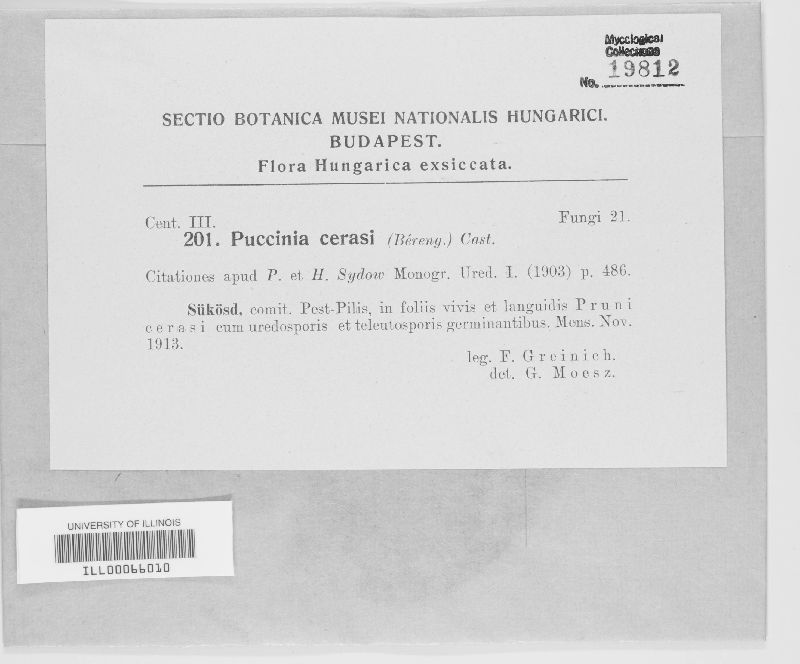 Mycological
Collections
No. 19812
SECTIO BOTANICA MUSEI NATIONALIS HUNGARICI.
BUDAPEST.
Flora Hungarica exsiccata.
Cent. III. Fungi 21.
201. Puccinia cerasi (Béreng.) Cast.
Citationes apud P. et H. Sydow Monogr. Ured. I. (1903) p. 486.
Sükösd, comit. Pest-Pilis, in foliis vivis et languidis Pruni
cerasi cum uredosporis et teleutosporis germinantibus. Mens. Nov.
1913.
leg. F. Greinich.
det. G. Moesz.
UNIVERSITY OF ILLINOIS
ILL00066010